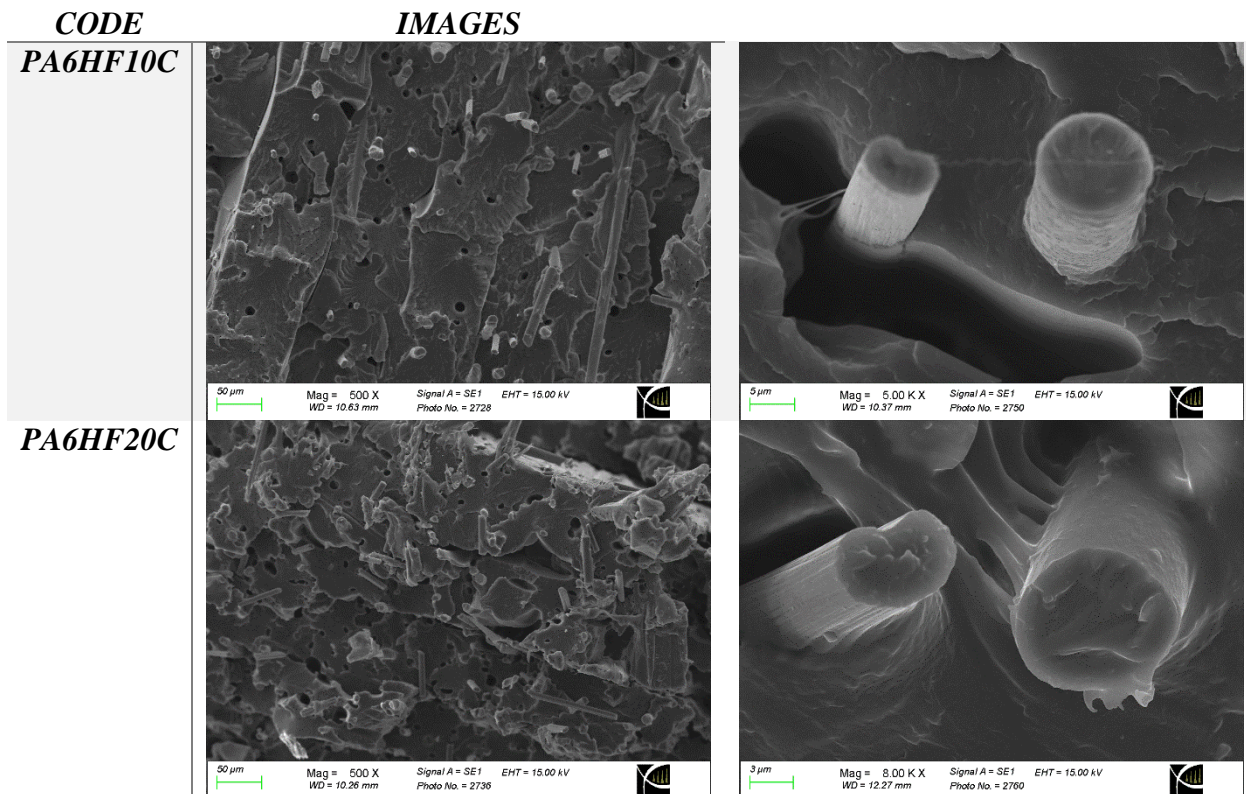 CODE IMAGES
PA6HF10C
50 µm Mag = 500 X Signal A = SE1 EHT = 15.00 kV
WD = 10.63 mm Photo No. = 2728
5 µm Mag = 5.00 K X Signal A = SE1 EHT = 15.00 kV
WD = 10.37 mm Photo No. = 2750
PA6HF20C
50 µm Mag = 500 X Signal A = SE1 EHT = 15.00 kV
WD = 10.26 mm Photo No. = 2736
3 µm Mag = 8.00 K X Signal A = SE1 EHT = 15.00 kV
WD = 12.27 mm Photo No. = 2760